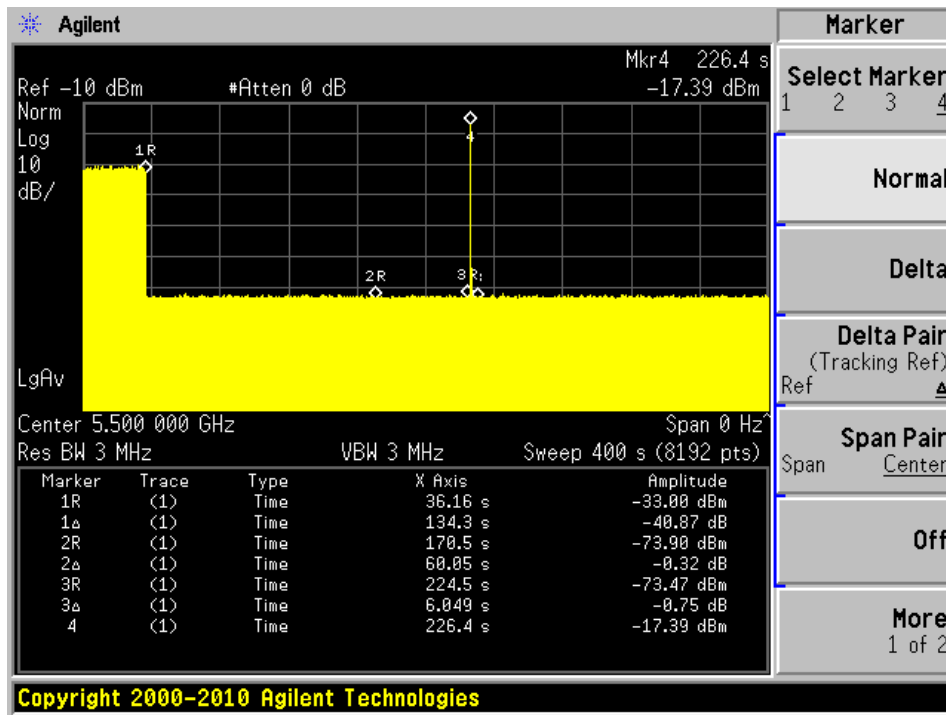 Agilent
Marker
Mkr4 226.4 s
Ref -10 dBm #Atten 0 dB -17.39 dBm
Norm
Log
10
dB/
1R
4
2R
3R
LgAv
Center 5.500 000 GHz Span 0 Hz^
Res BW 3 MHz VBW 3 MHz Sweep 400 s (8192 pts)
Marker Trace Type X Axis Amplitude
1R (1) Time 36.16 s -33.00 dBm
1Δ (1) Time 134.3 s -40.87 dB
2R (1) Time 170.5 s -73.90 dBm
2Δ (1) Time 60.05 s -0.32 dB
3R (1) Time 224.5 s -73.47 dBm
3Δ (1) Time 6.049 s -0.75 dB
4 (1) Time 226.4 s -17.39 dBm
Select Marker
1 2 3 4
Normal
Delta
Delta Pair
(Tracking Ref)
Ref Δ
Span Pair
Span Center
Off
More
1 of 2
Copyright 2000-2010 Agilent Technologies